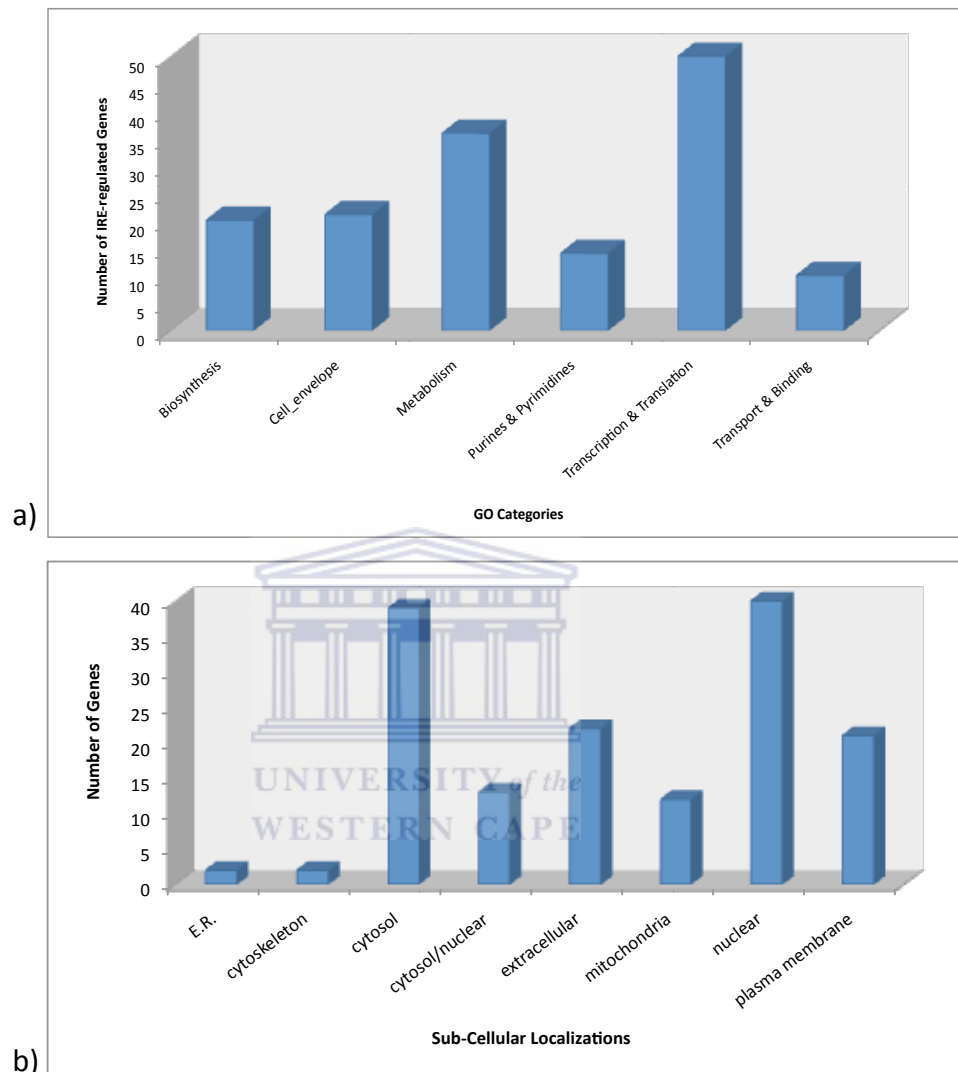 50
45
40
35
30
25
20
15
10
5
0
Number of IRE-regulated Genes
Biosynthesis
Cell_envelope
Metabolism
Purines & Pyrimidines
Transcription & Translation
Transport & Binding
GO Categories
a)
40
35
30
25
20
15
10
5
0
Number of Genes
UNIVERSITY of the
WESTERN CAPE
E.R.
cytoskeleton
cytosol
cytosol/nuclear
extracellular
mitochondria
nuclear
plasma membrane
Sub-Cellular Localizations
b)